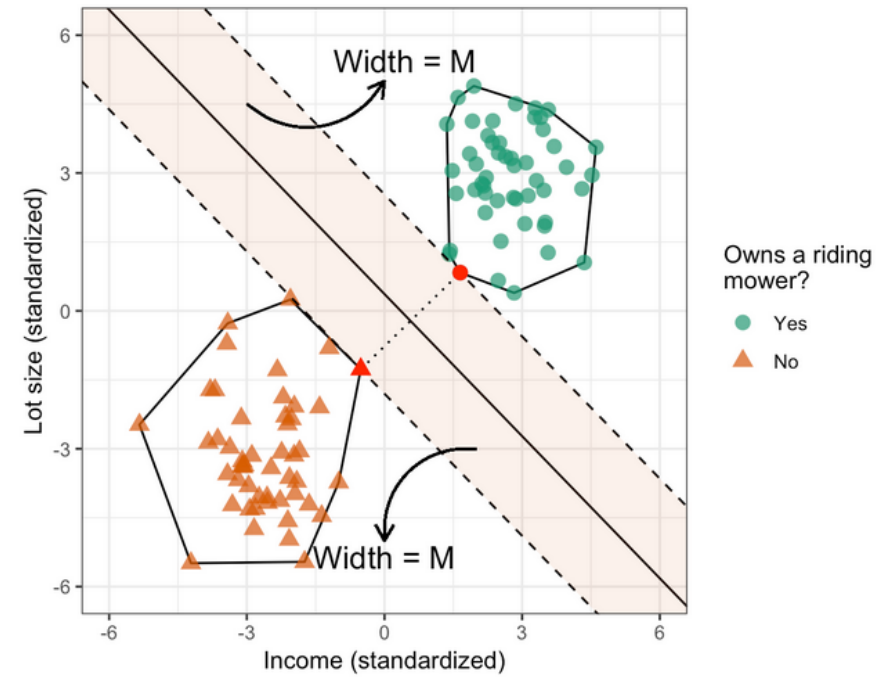 6
3
0
-3
-6
-6
-3
0
3
6
Lot size (standardized)
Income (standardized)
Width = M
Width = M
Owns a riding
mower?
Yes
No